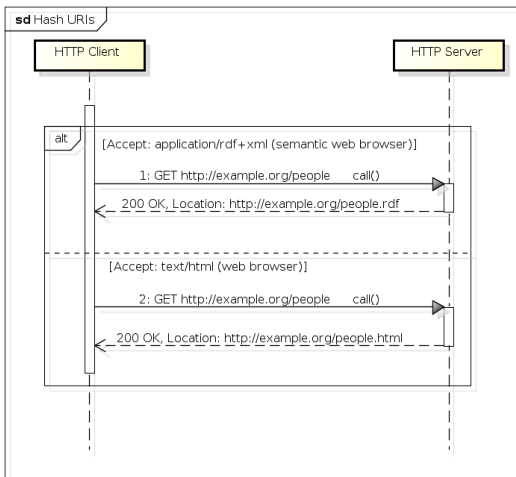 sd Hash URIs
HTTP Client
HTTP Server
alt
[Accept: application/rdf+xml (semantic web browser)]
1: GET http://example.org/people call()
200 OK, Location: http://example.org/people.rdf
[Accept: text/html (web browser)]
2: GET http://example.org/people call()
200 OK, Location: http://example.org/people.html